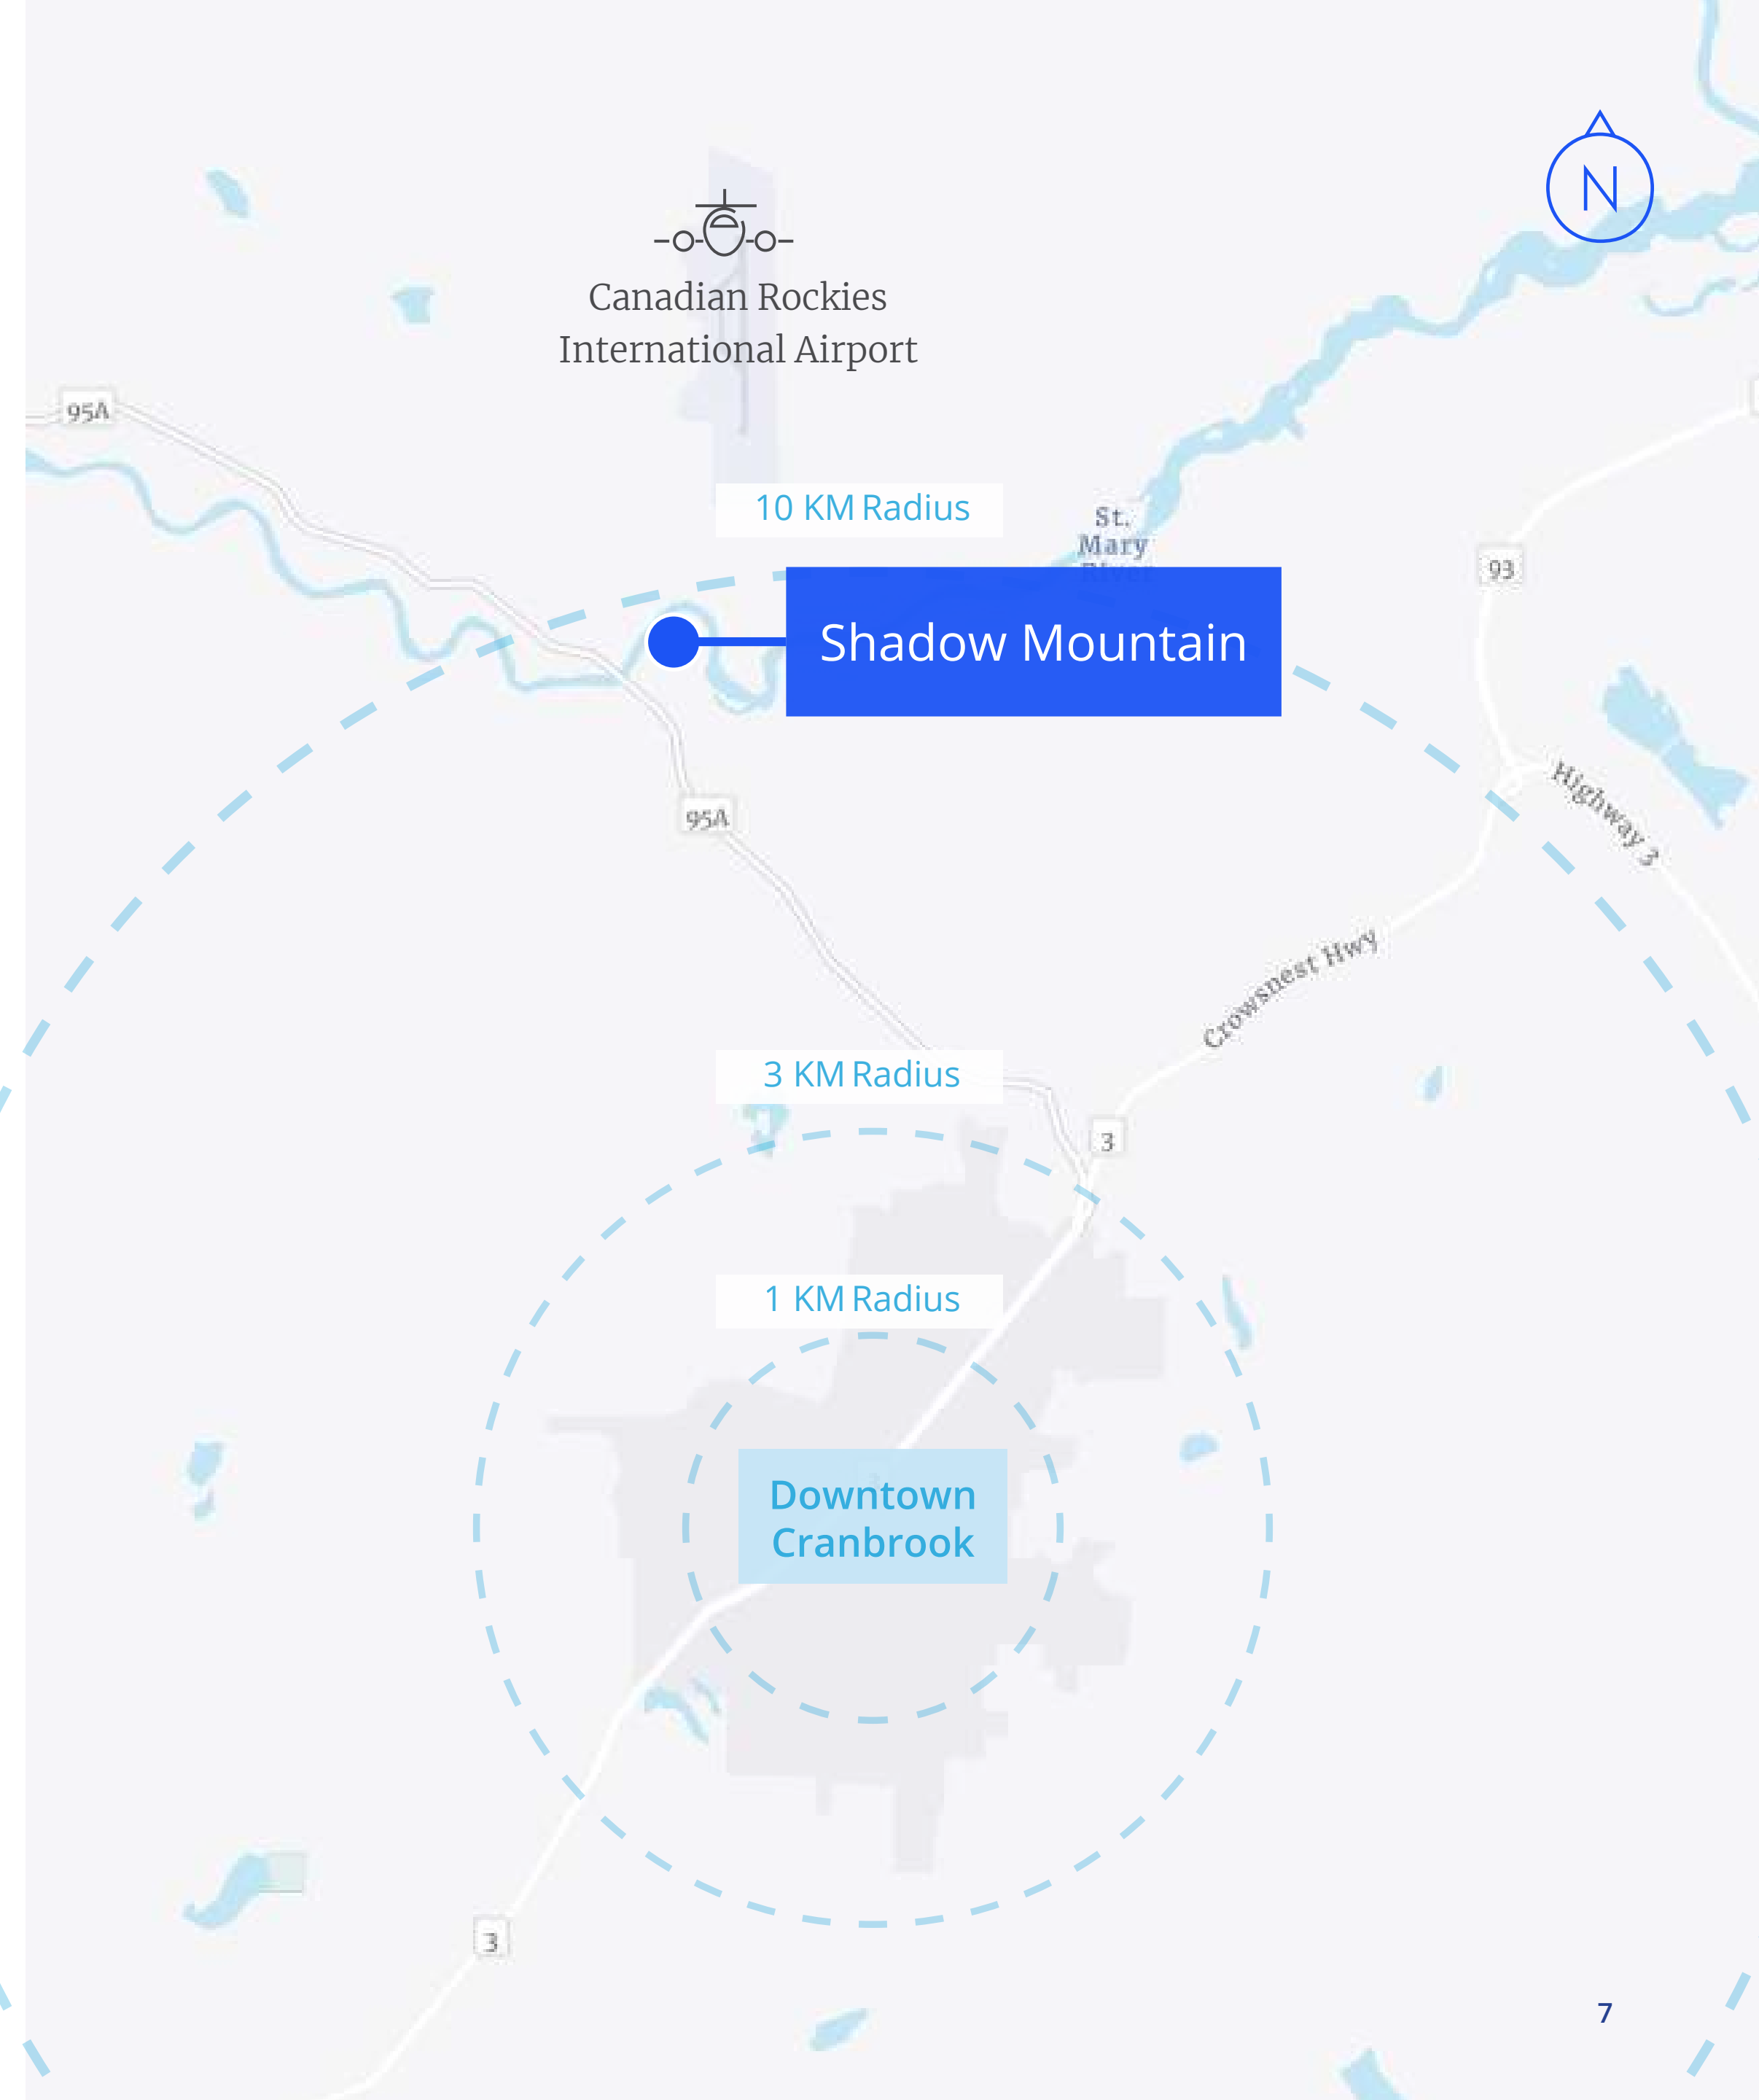 N
Canadian Rockies
International Airport
95A
10 KM Radius
St.
Mary
River
93
Shadow Mountain
Highway 3
95A
Crowsnest Hwy
3 KM Radius
3
1 KM Radius
Downtown
Cranbrook
3
7